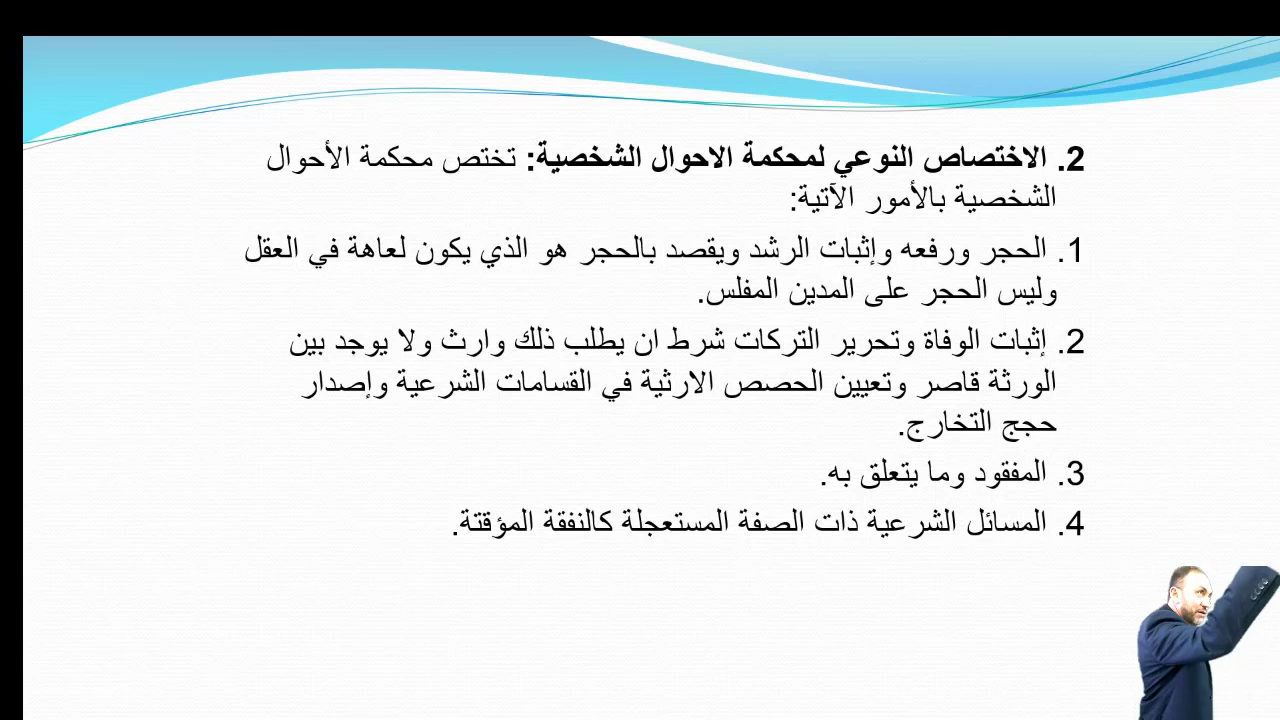 2. الاختصاص النوعي لمحكمة الاحوال الشخصية: تختص محكمة الأحوال
الشخصية بالأمور الآتية:
1. الحجر ورفعه وإثبات الرشد ويقصد بالحجر هو الذي يكون لعاهة في العقل
وليس الحجر على المدين المفلس.
2. إثبات الوفاة وتحرير التركات شرط ان يطلب ذلك وارث ولا يوجد بين
الورثة قاصر وتعيين الحصص الارثية في القسامات الشرعية وإصدار
حجج التخارج.
3. المفقود وما يتعلق به.
4. المسائل الشرعية ذات الصفة المستعجلة كالنفقة المؤقتة.